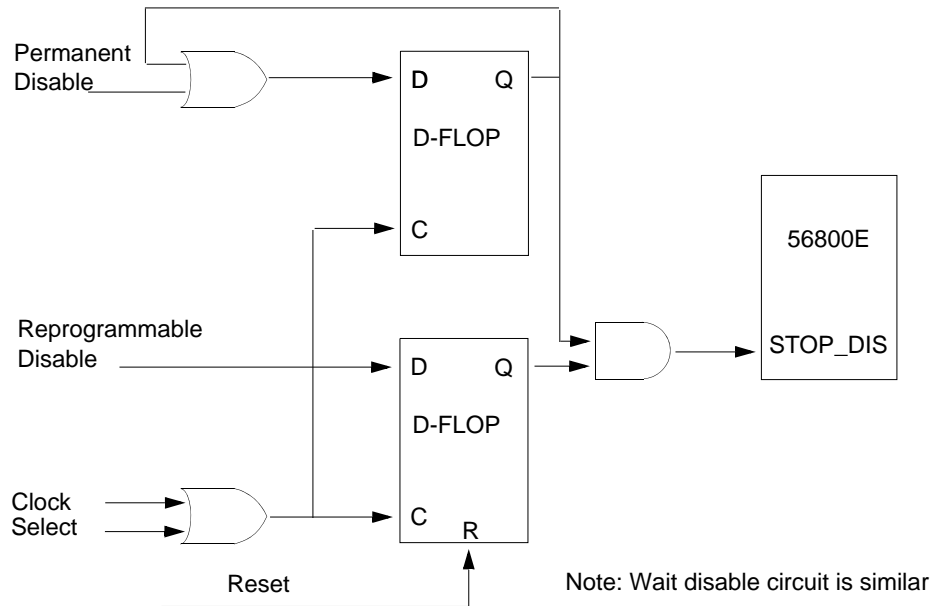 Permanent
Disable
D
Q
D-FLOP
C
56800E
STOP_DIS
Reprogrammable
Disable
D
Q
D-FLOP
C
R
Clock
Select
Reset
Note: Wait disable circuit is similar